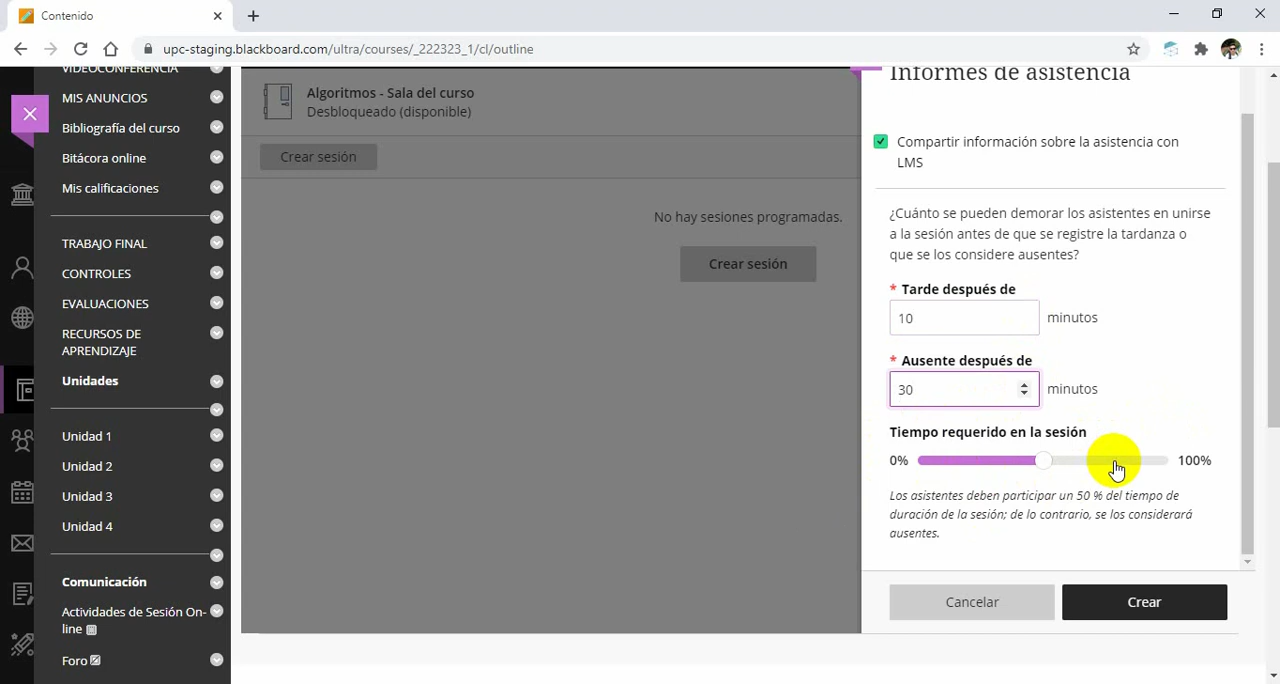 Contenido
upc-staging.blackboard.com/ultra/courses/_222323_1/cl/outline
VIDEOCONFERENCIA
MIS ANUNCIOS
Bibliografía del curso
Bitácora online
Mis calificaciones
TRABAJO FINAL
CONTROLES
EVALUACIONES
RECURSOS DE
APRENDIZAJE
Unidades
Unidad 1
Unidad 2
Unidad 3
Unidad 4
Comunicación
Actividades de Sesión On-
line
Foro
Algoritmos - Sala del curso
Desbloqueado (disponible)
Crear sesión
No hay sesiones programadas.
Crear sesión
Informes de asistencia
Compartir información sobre la asistencia con
LMS
¿Cuánto se pueden demorar los asistentes en unirse
a la sesión antes de que se registre la tardanza o
que se los considere ausentes?
* Tarde después de
10 minutos
* Ausente después de
30 minutos
Tiempo requerido en la sesión
0% 100%
Los asistentes deben participar un 50 % del tiempo de
duración de la sesión; de lo contrario, se los considerará
ausentes.
Cancelar Crear